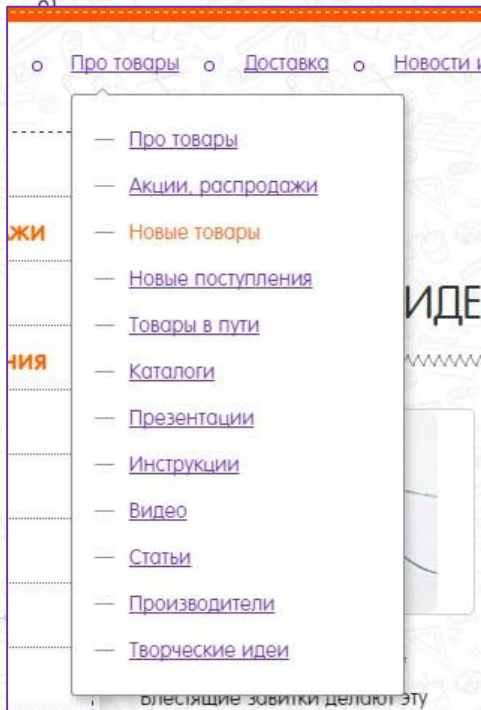 Про товары Доставка Новости и
Про товары
Акции, распродажи
жи
Новые товары
Новые поступления
ИДЕ
Товары в пути
ния
Каталоги
Презентации
Инструкции
Видео
Статьи
Производители
Творческие идеи
Блестящие завитки делают эту